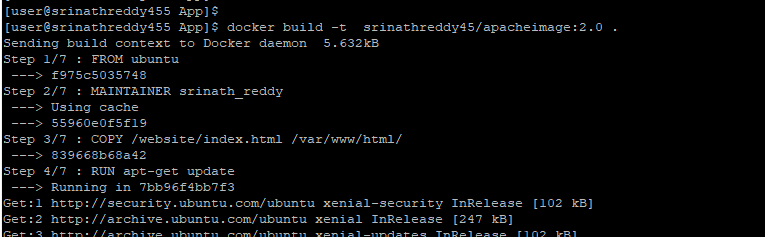 [user@srinathreddy455 App]$
[user@srinathreddy455 App]$ docker build -t  srinathreddy45/apacheimage:2.0 .
Sending build context to Docker daemon  5.632kB
Step 1/7 : FROM ubuntu
 ---> f975c5035748
Step 2/7 : MAINTAINER srinath_reddy
 ---> Using cache
 ---> 55960e0f5f19
Step 3/7 : COPY /website/index.html /var/www/html/
 ---> 839668b68a42
Step 4/7 : RUN apt-get update
 ---> Running in 7bb96f4bb7f3
Get:1 http://security.ubuntu.com/ubuntu xenial-security InRelease [102 kB]
Get:2 http://archive.ubuntu.com/ubuntu xenial InRelease [247 kB]
Get:3 http://archive.ubuntu.com/ubuntu xenial-updates InRelease [102 kB]